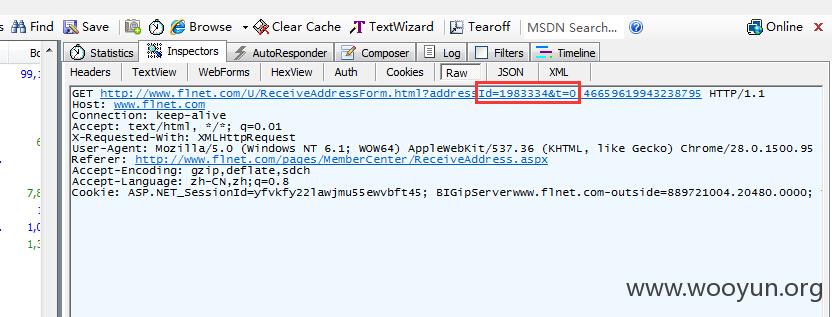 s Find Save Browse Clear Cache TextWizard Tearoff MSDN Search... Online
Bo Statistics Inspectors AutoResponder Composer Log Filters Timeline
99,1 Headers TextView WebForms HexView Auth Cookies Raw JSON XML
GET http://www.flnet.com/U/ReceiveAddressForm.html?addressId=1983334&t=0.46659619943238795 HTTP/1.1
Host: www.flnet.com
Connection: keep-alive
Accept: text/html, */*; q=0.01
X-Requested-With: XMLHttpRequest
User-Agent: Mozilla/5.0 (Windows NT 6.1; WOW64) AppleWebKit/537.36 (KHTML, like Gecko) Chrome/28.0.1500.95
Referer: http://www.flnet.com/pages/MemberCenter/ReceiveAddress.aspx
Accept-Encoding: gzip,deflate,sdch
Accept-Language: zh-CN,zh;q=0.8
Cookie: ASP.NET_SessionId=yfvkfy22lawjmu55ewvbft45; BIGipServerwww.flnet.com-outside=889721004.20480.0000;
6
7,8
1
1,0
1,3
www.wooyun.org